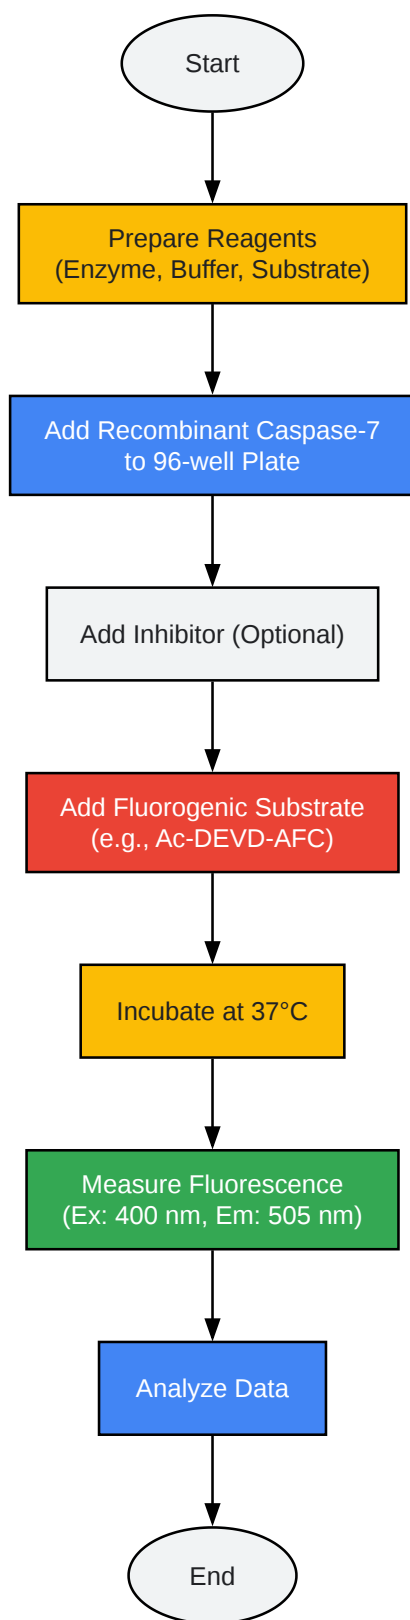 Start
Prepare Reagents
(Enzyme, Buffer, Substrate)
Add Recombinant Caspase-7
to 96-well Plate
Add Inhibitor (Optional)
Add Fluorogenic Substrate
(e.g., Ac-DEVD-AFC)
Incubate at 37°C
Measure Fluorescence
(Ex: 400 nm, Em: 505 nm)
Analyze Data
End